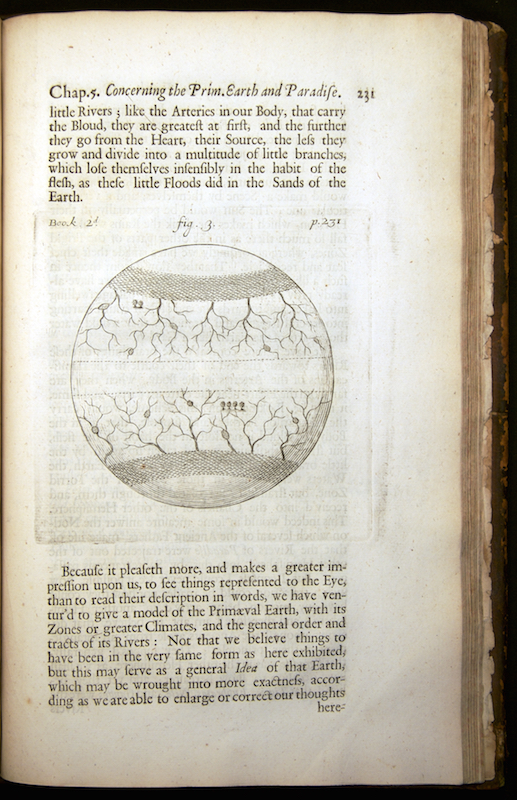 Chap.5. Concerning the Prim. Earth and Paradiſe. 231
little Rivers ; like the Arteries in our Body, that carry
the Bloud, they are greateſt at firſt, and the further
they go from the Heart, their Source, the leſs they
grow and divide into a multitude of little branches,
which loſe themſelves inſenſibly in the habit of the
fleſh, as theſe little Floods did in the Sands of the
Earth.
Book 2ᵈ fig. 3. p.231
Becauſe it pleaſeth more, and makes a greater im-
preſſion upon us, to ſee things repreſented to the Eye,
than to read their deſcription in words, we have ven-
tur'd to give a model of the Primæval Earth, with its
Zones or greater Climates, and the general order and
tracts of its Rivers : Not that we believe things to
have been in the very ſame form as here exhibited,
but this may ſerve as a general Idea of that Earth,
which may be wrought into more exactneſs, accor-
ding as we are able to enlarge or correct our thoughts
here-